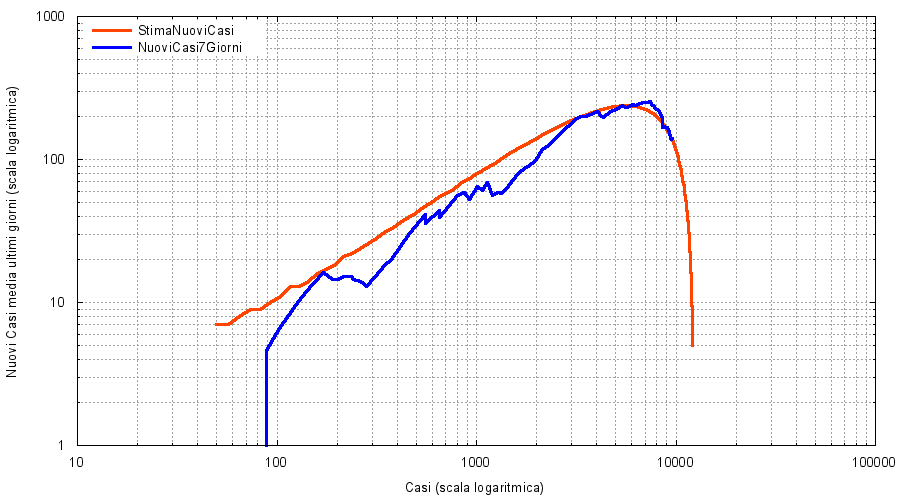 1000
100
10
1
StimaNuoviCasi
NuoviCasi7Giorni
Nuovi Casi media ultimi giorni (scala logaritmica)
10
100
1000
10000
100000
Casi (scala logaritmica)